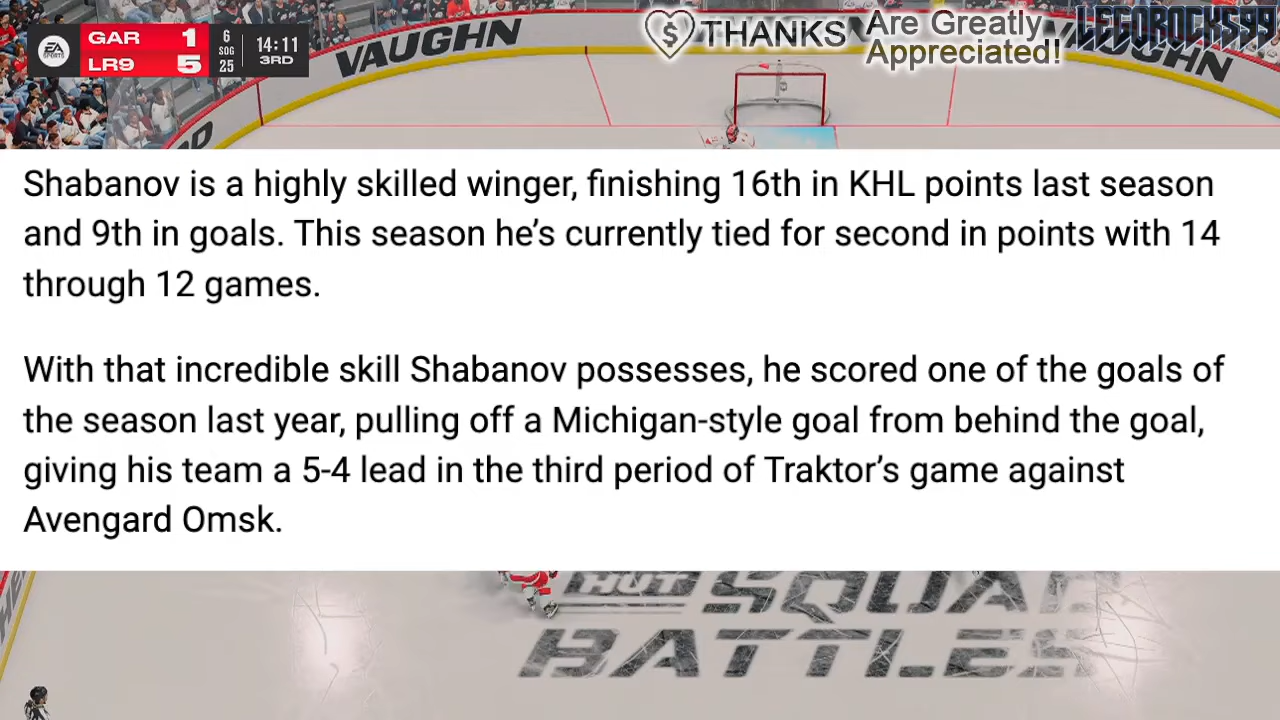 GAR 1 6 14:11
EA SPORTS SOG
LR9 5 25 3RD
VAUGHN
THANKS Are Greatly Appreciated!
LEGOROCKS99
Shabanov is a highly skilled winger, finishing 16th in KHL points last season
and 9th in goals. This season he’s currently tied for second in points with 14
through 12 games.
With that incredible skill Shabanov possesses, he scored one of the goals of
the season last year, pulling off a Michigan-style goal from behind the goal,
giving his team a 5-4 lead in the third period of Traktor’s game against
Avengard Omsk.
HUT SQUAD
BATTLES